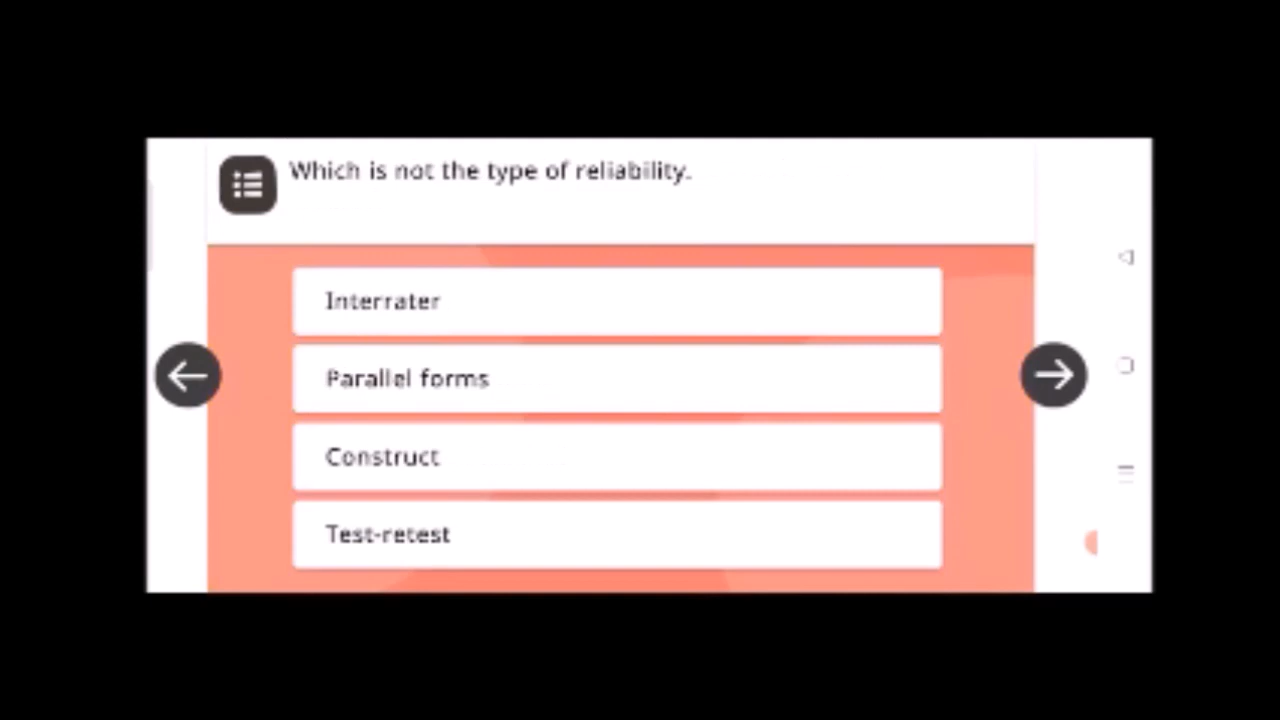 Which is not the type of reliability.
Interrater
Parallel forms
Construct
Test-retest